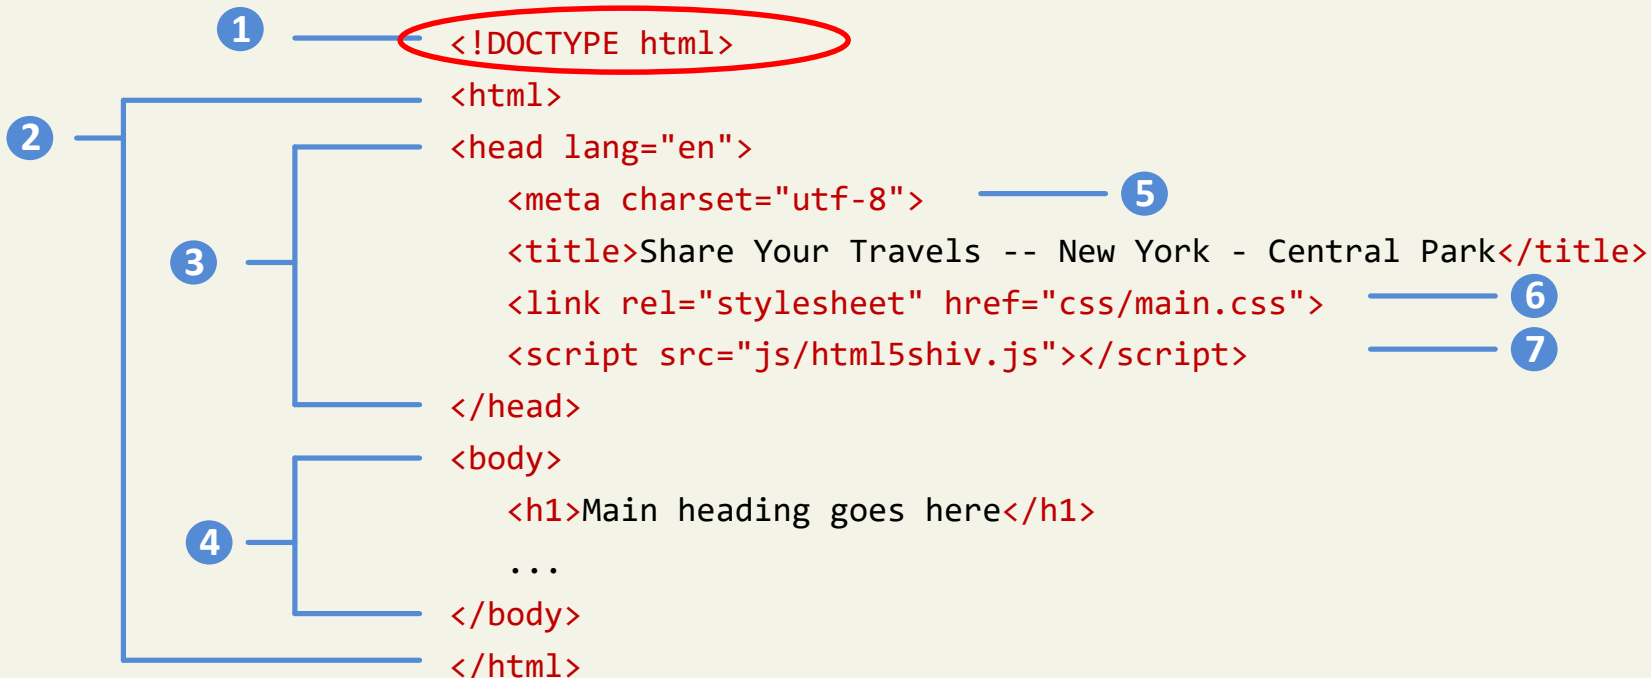 1 <!DOCTYPE html>
<html>
2 <head lang="en">
<meta charset="utf-8"> 5
3 <title>Share Your Travels -- New York - Central Park</title>
<link rel="stylesheet" href="css/main.css"> 6
<script src="js/html5shiv.js"></script> 7
</head>
<body>
<h1>Main heading goes here</h1>
4 ...
</body>
</html>